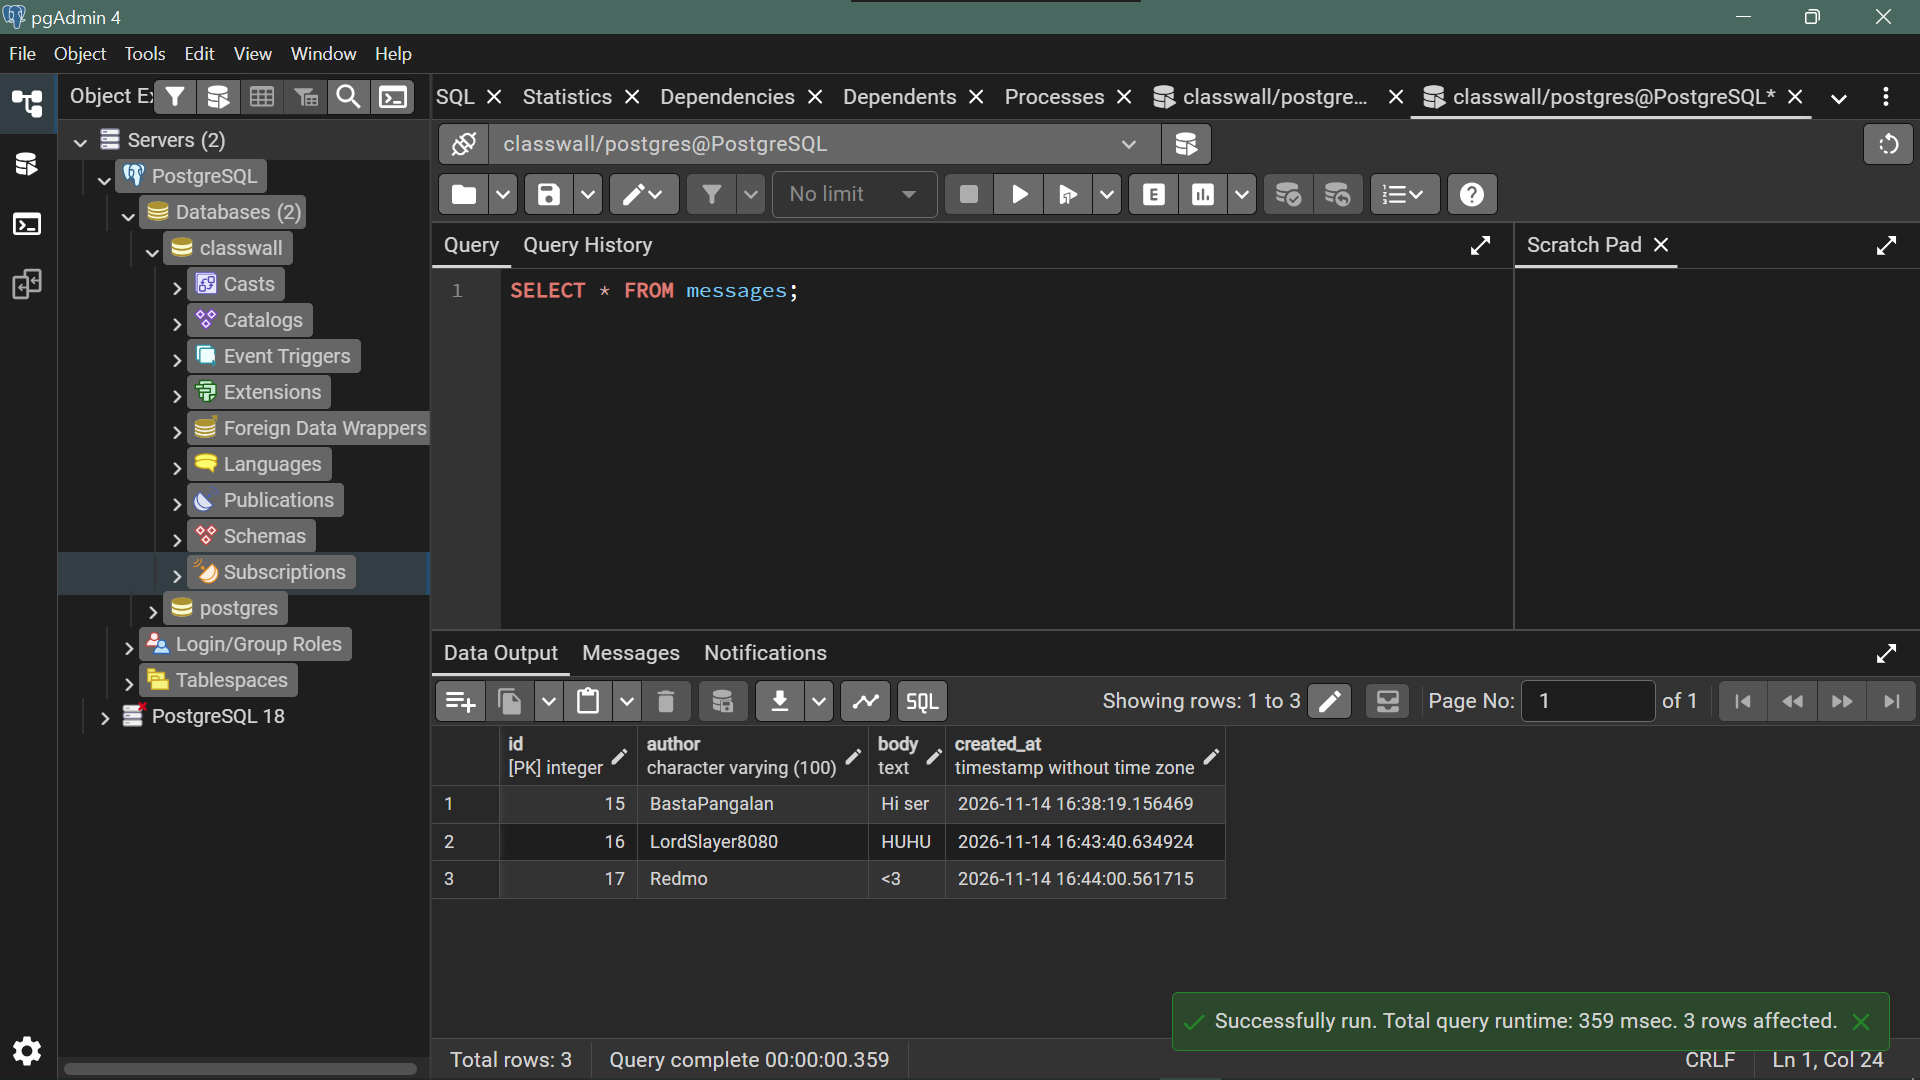 pgAdmin 4
File Object Tools Edit View Window Help
Object Ex
SQL Statistics Dependencies Dependents Processes classwall/postgre... classwall/postgres@PostgreSQL*
Servers (2)
PostgreSQL
Databases (2)
classwall
Casts
Catalogs
Event Triggers
Extensions
Foreign Data Wrappers
Languages
Publications
Schemas
Subscriptions
postgres
Login/Group Roles
Tablespaces
PostgreSQL 18
classwall/postgres@PostgreSQL
No limit
E
Query Query History
Scratch Pad
1 SELECT * FROM messages;
Data Output Messages Notifications
SQL
Showing rows: 1 to 3
Page No: 1 of 1
id author body created_at
[PK] integer character varying (100) text timestamp without time zone
1 15 BastaPangalan Hi ser 2026-11-14 16:38:19.156469
2 16 LordSlayer8080 HUHU 2026-11-14 16:43:40.634924
3 17 Redmo <3 2026-11-14 16:44:00.561715
Successfully run. Total query runtime: 359 msec. 3 rows affected.
Total rows: 3 Query complete 00:00:00.359 CRLF Ln 1, Col 24